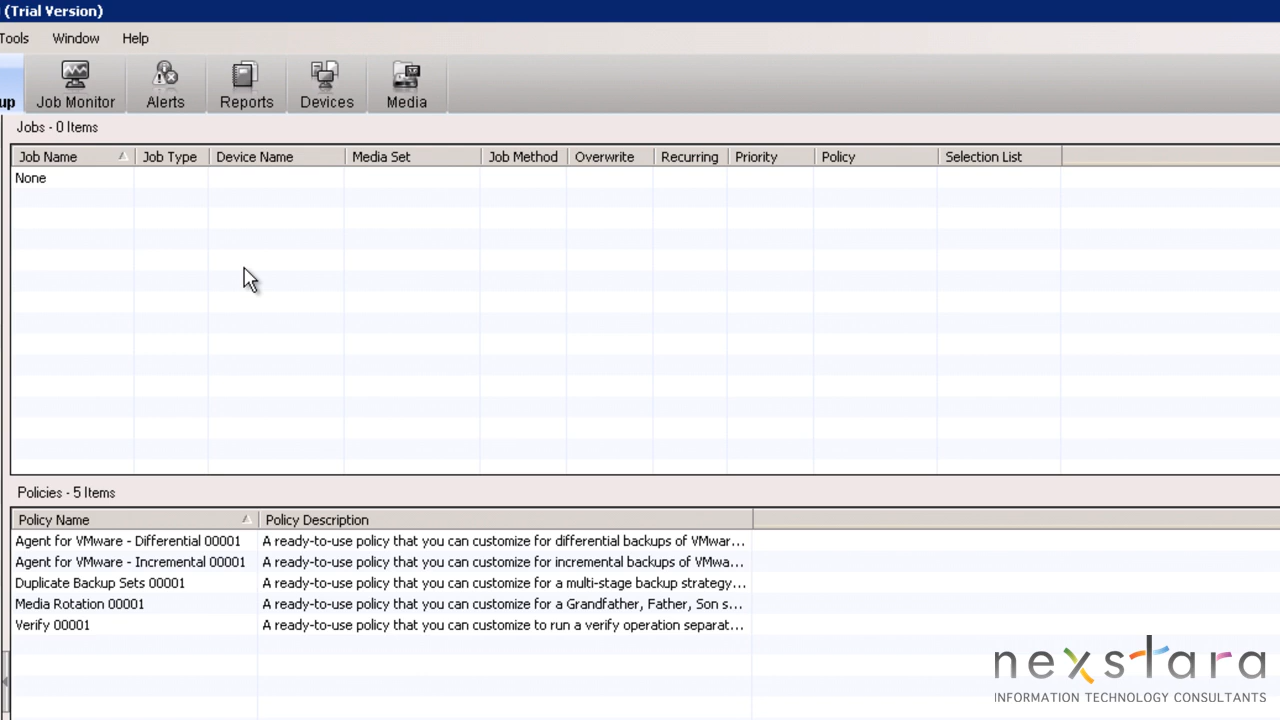 (Trial Version)
Tools Window Help
up Job Monitor Alerts Reports Devices Media
Jobs - 0 Items
Job Name Job Type Device Name Media Set Job Method Overwrite Recurring Priority Policy Selection List
None
Policies - 5 Items
Policy Name Policy Description
Agent for VMware - Differential 00001 A ready-to-use policy that you can customize for differential backups of VMwar...
Agent for VMware - Incremental 00001 A ready-to-use policy that you can customize for incremental backups of VMwa...
Duplicate Backup Sets 00001 A ready-to-use policy that you can customize for a multi-stage backup strategy...
Media Rotation 00001 A ready-to-use policy that you can customize for a Grandfather, Father, Son s...
Verify 00001 A ready-to-use policy that you can customize to run a verify operation separat...
nexstara
INFORMATION TECHNOLOGY CONSULTANTS